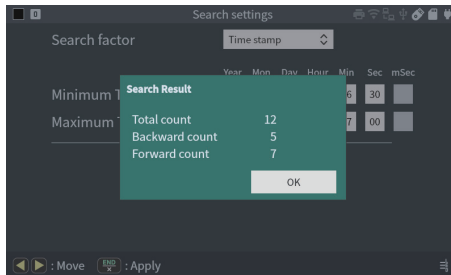 0 Search settings
Search factor Time stamp
Year Mon Day Hour Min Sec mSec
Minimum 6 30
Maximum 7 00
Search Result
Total count 12
Backward count 5
Forward count 7
OK
: Move END : Apply